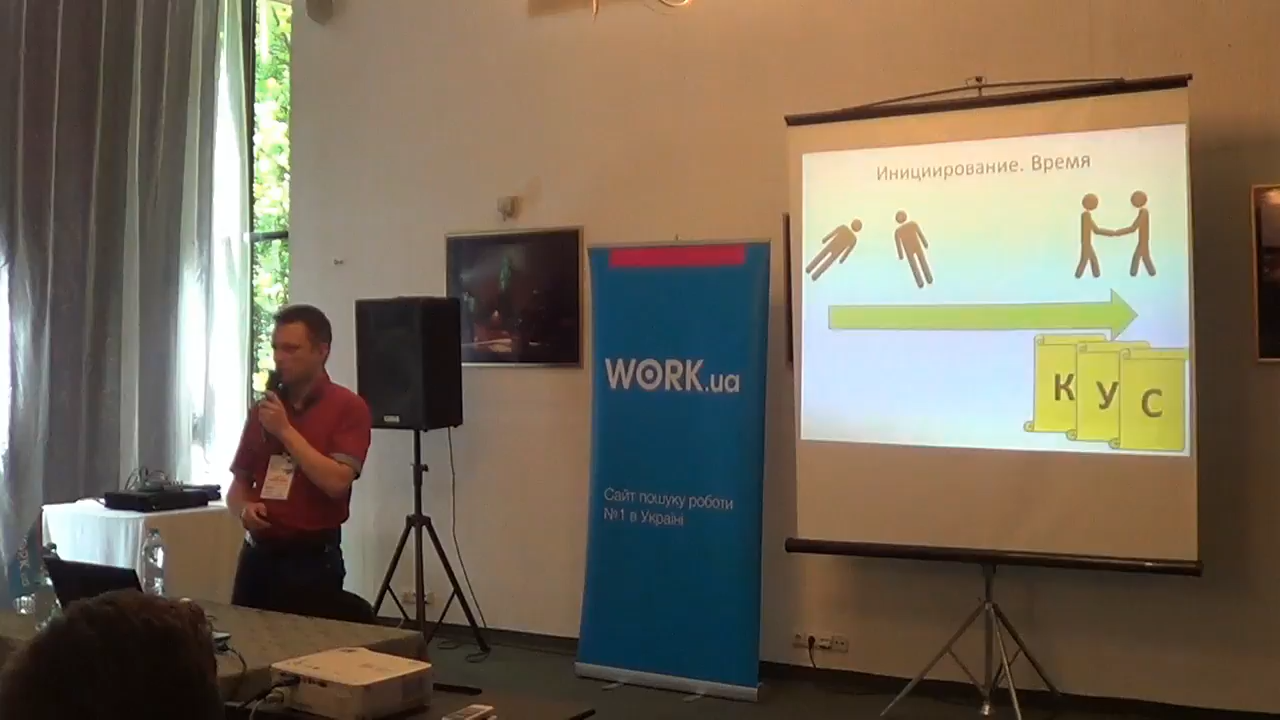 WORK.ua
Сайт пошуку роботи
№1 в Україні
Инициирование. Время
К У С